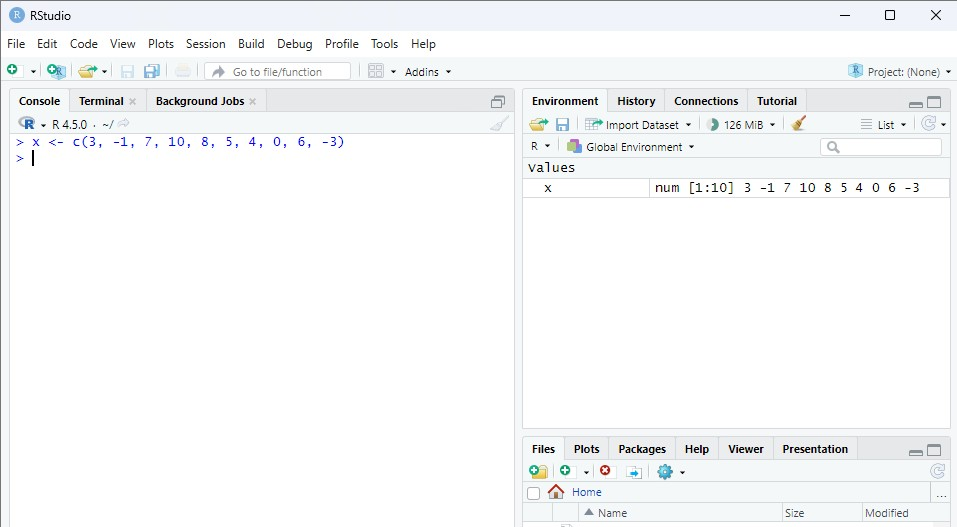 RStudio
File Edit Code View Plots Session Build Debug Profile Tools Help
Go to file/function Addins Project: (None)
Console Terminal Background Jobs
R 4.5.0 · ~/
> x <- c(3, -1, 7, 10, 8, 5, 4, 0, 6, -3)
>
Environment History Connections Tutorial
Import Dataset 126 MiB List
R Global Environment
Values
x num [1:10] 3 -1 7 10 8 5 4 0 6 -3
Files Plots Packages Help Viewer Presentation
Home ...
Name Size Modified